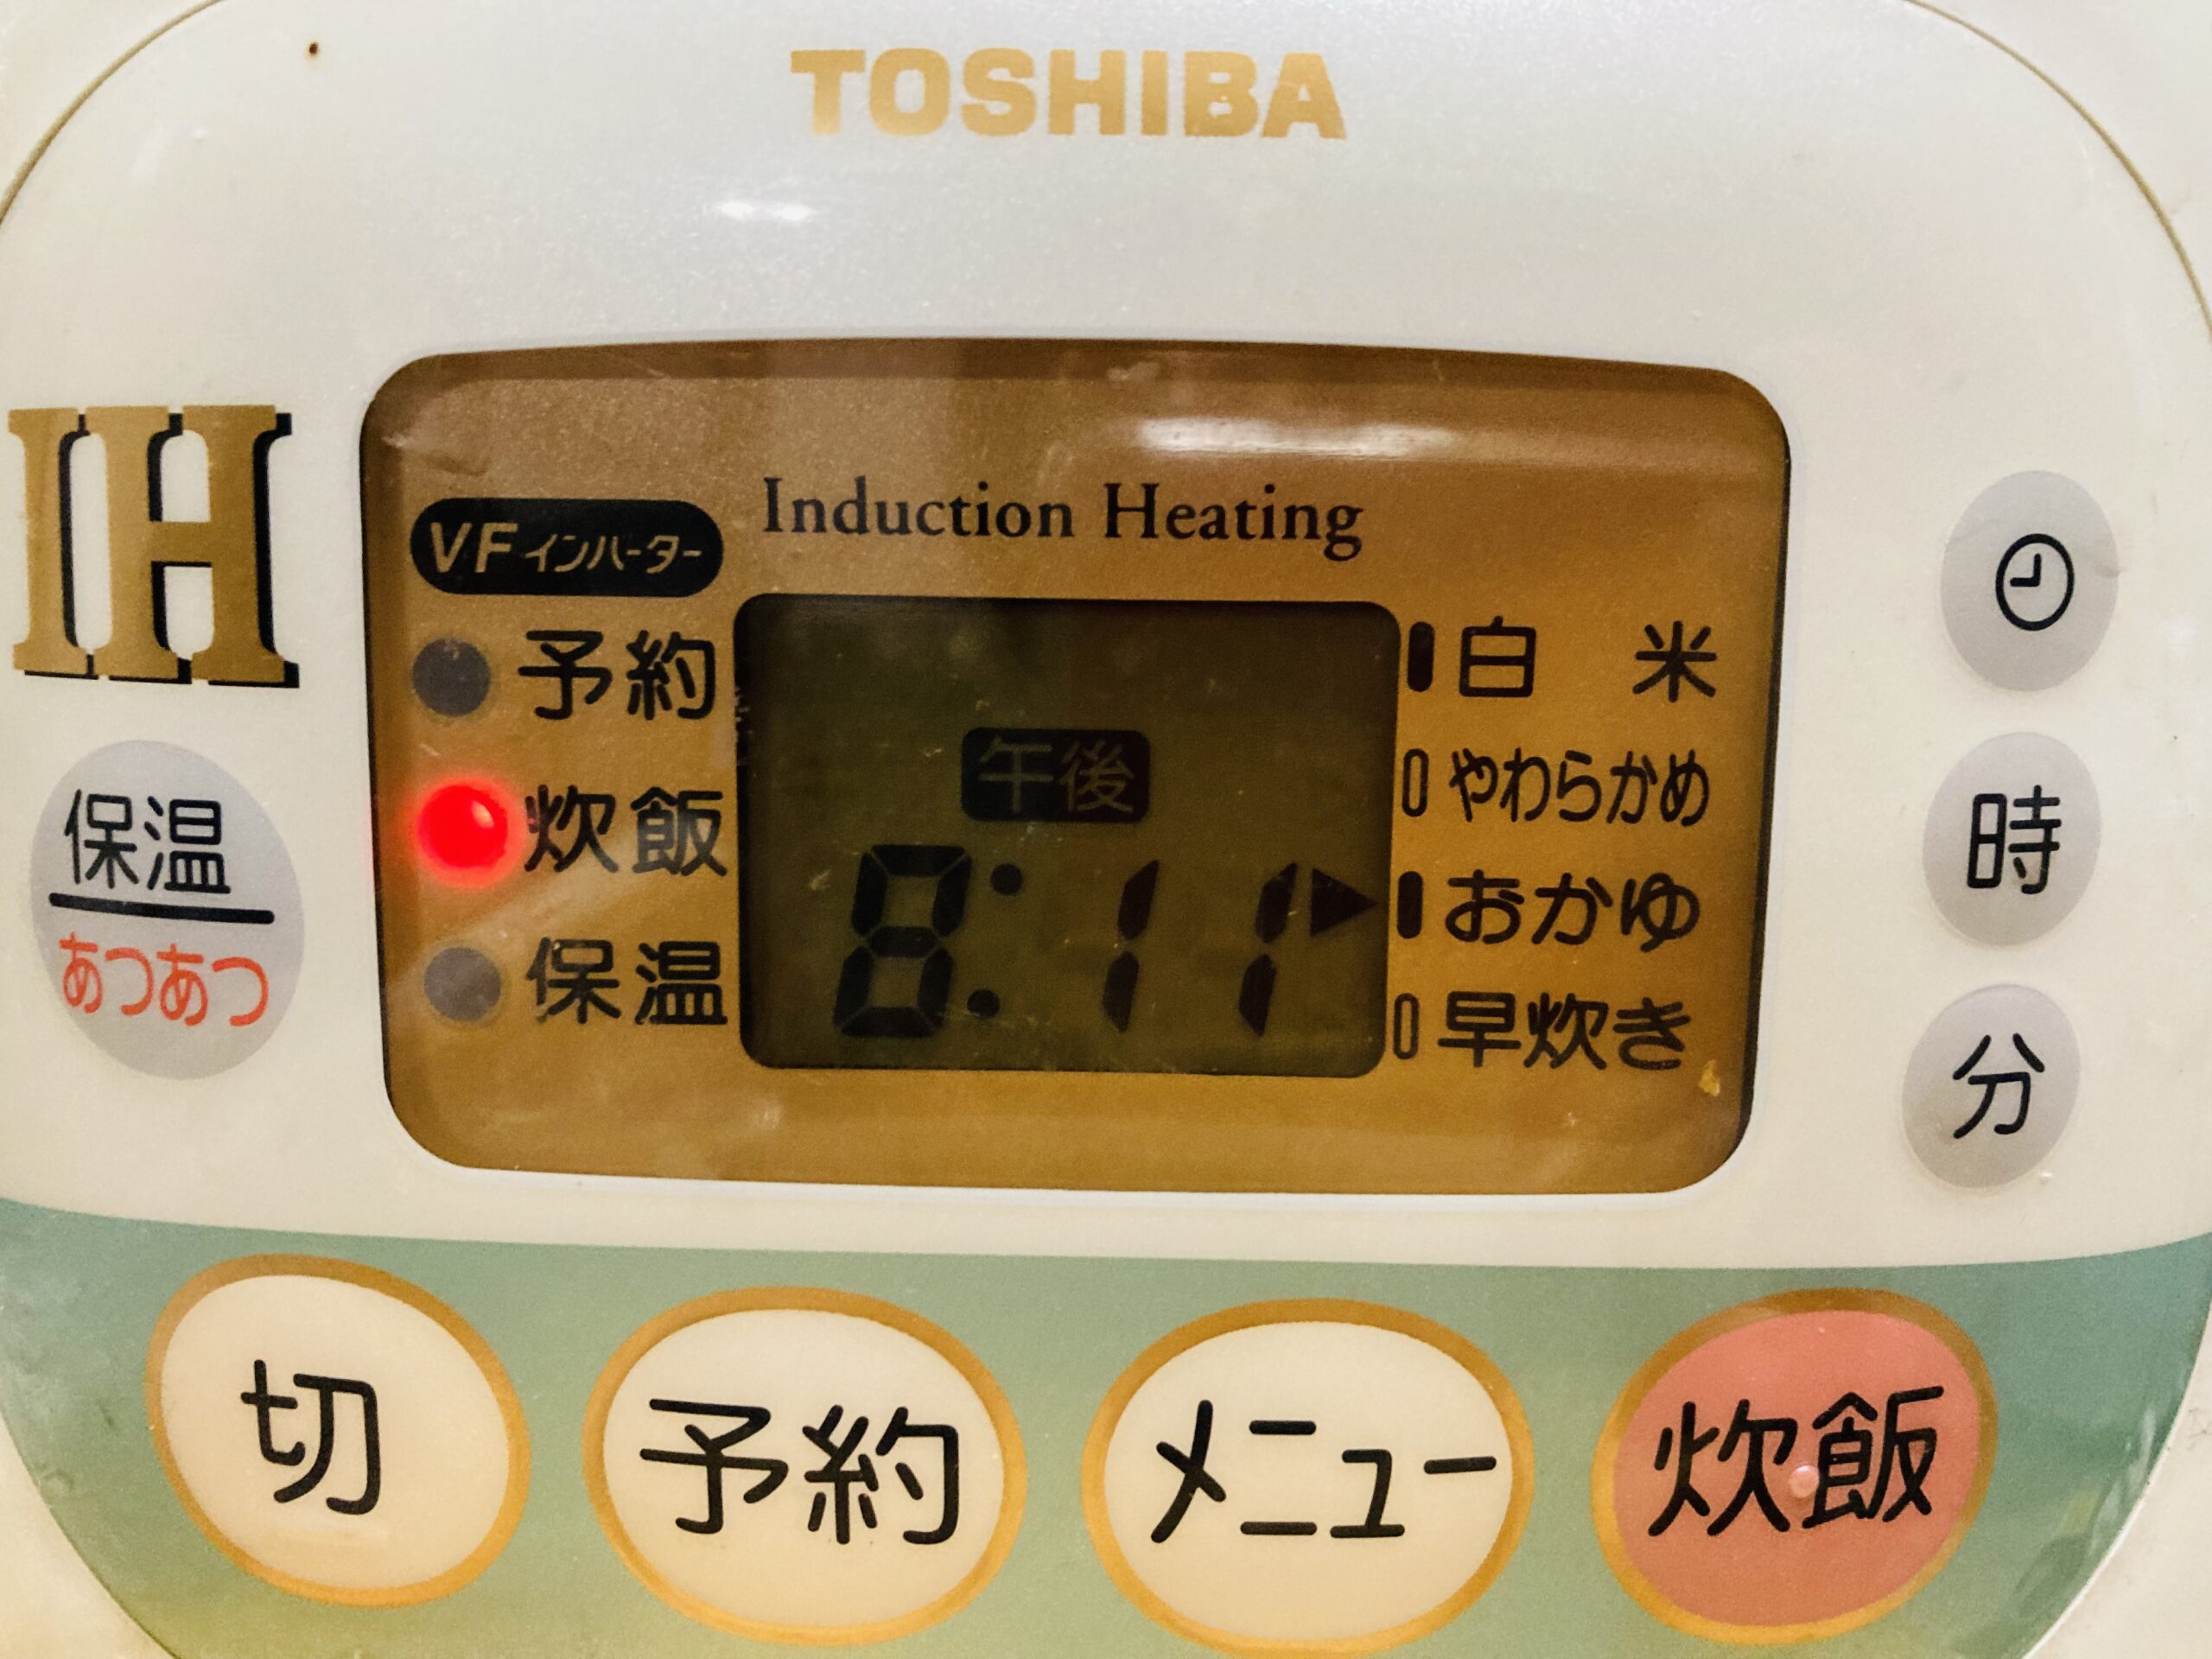 TOSHIBA
IH
Induction Heating
VF インバーター
予約
炊飯
保温
午後
8:11
白米
やわらかめ
おかゆ
早炊き
保温
あつあつ
時
分
切
予約
メニュー
炊飯